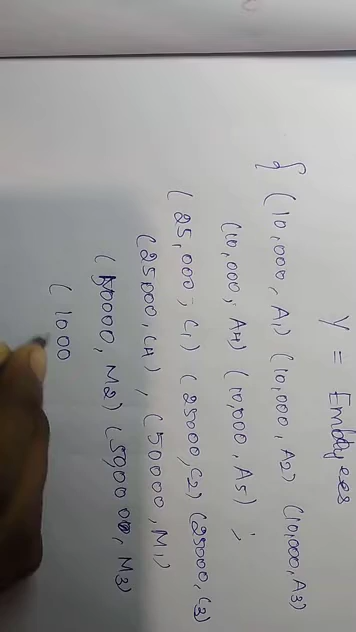 Y = Employees
{ (10,000, A1) (10,000, A2) (10,000, A3)
(10,000, A4) (10,000, A5) ;
(25,000, C1) (25000, C2) (25000, C3)
(25000, C4) , (50000, M1)
(50000, M2) (50000, M3)
( 1000